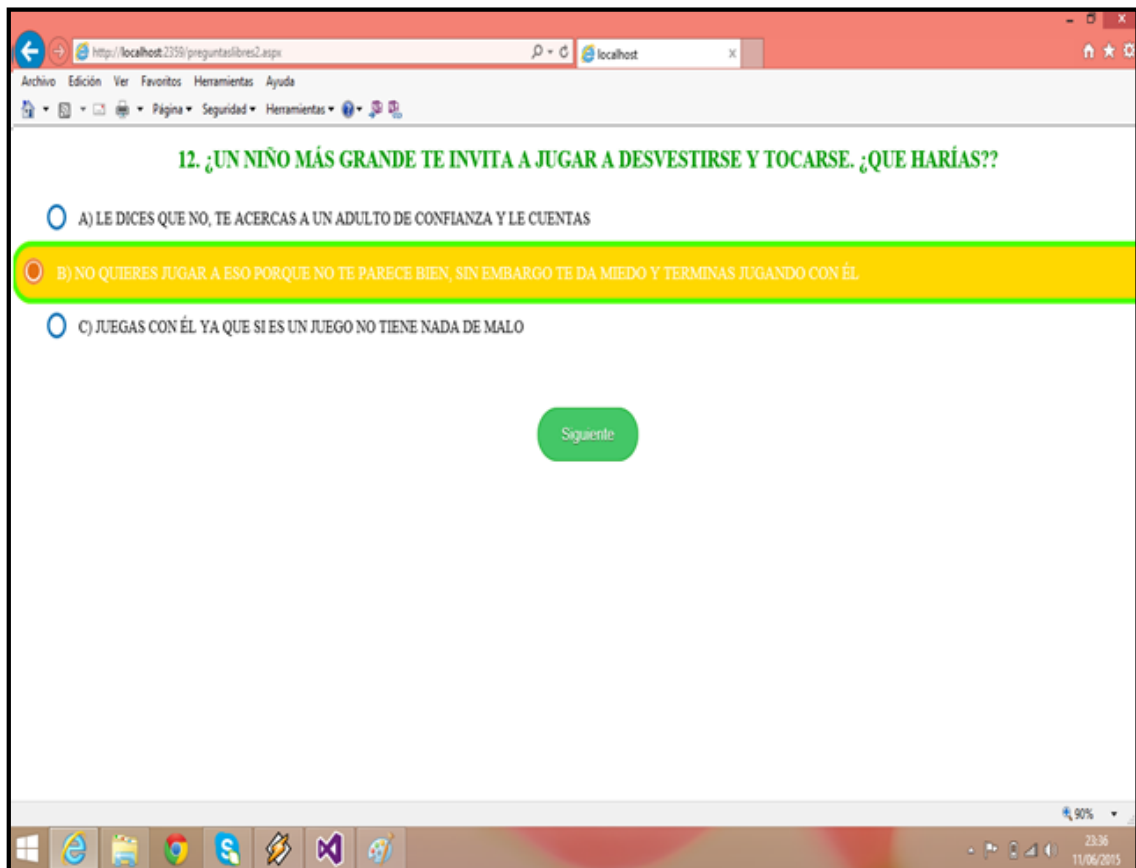 http://localhost:2359/preguntaslibres2.aspx
localhost
Archivo Edición Ver Favoritos Herramientas Ayuda
Página Seguridad Herramientas
12. ¿UN NIÑO MÁS GRANDE TE INVITA A JUGAR A DESVESTIRSE Y TOCARSE. ¿QUE HARÍAS??
A) LE DICES QUE NO, TE ACERCAS A UN ADULTO DE CONFIANZA Y LE CUENTAS
B) NO QUIERES JUGAR A ESO PORQUE NO TE PARECE BIEN, SIN EMBARGO TE DA MIEDO Y TERMINAS JUGANDO CON ÉL
C) JUEGAS CON ÉL YA QUE SI ES UN JUEGO NO TIENE NADA DE MALO
Siguiente
90%
23:36
11/06/2015